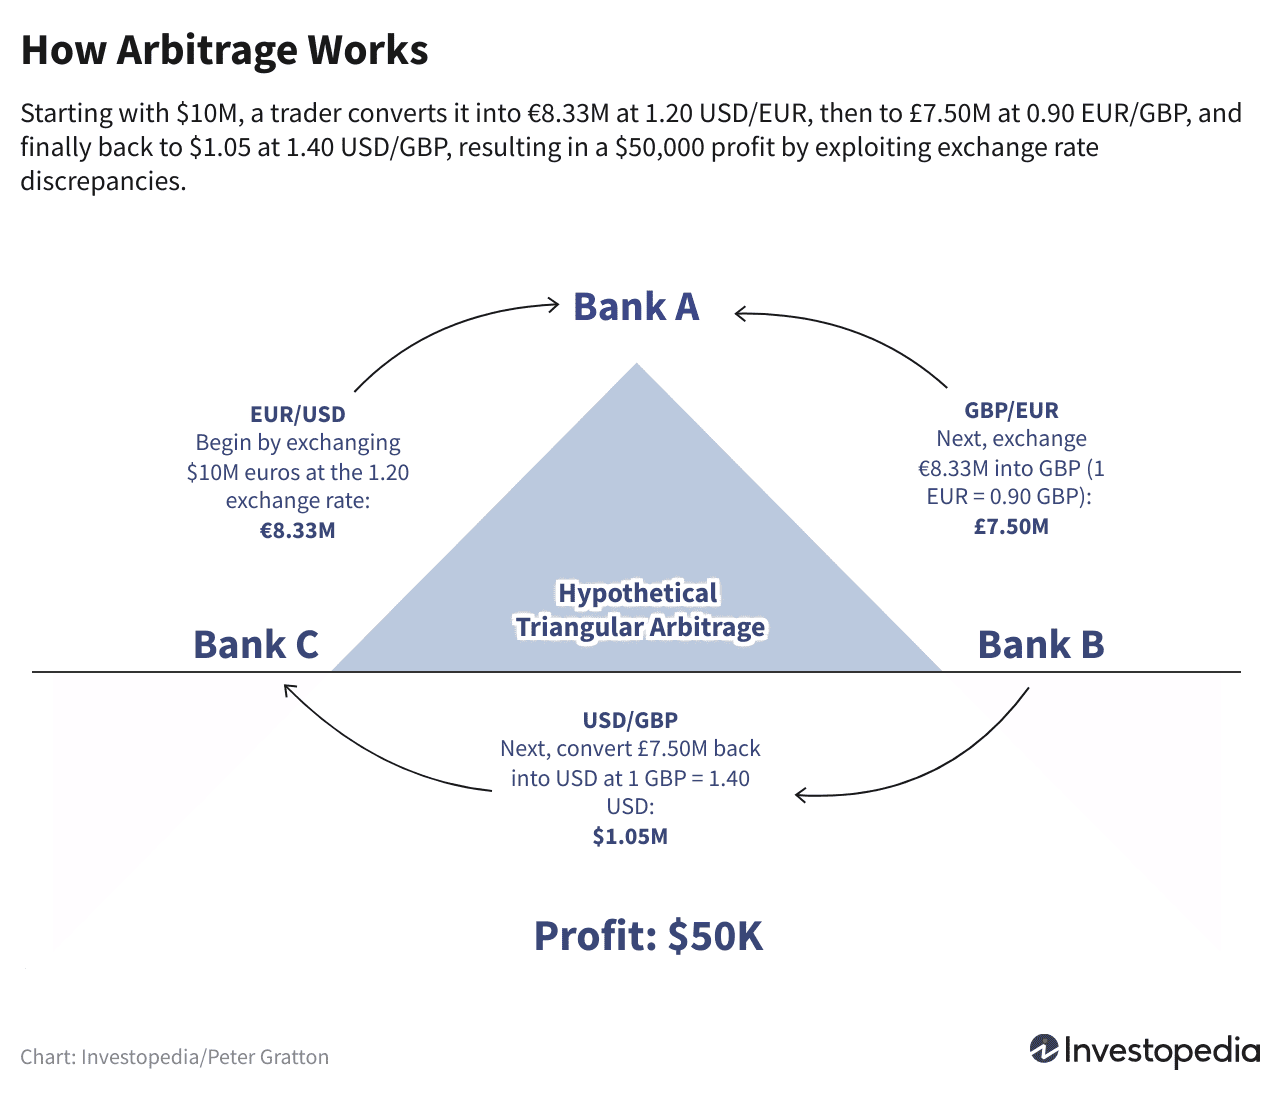 How Arbitrage Works
Starting with $10M, a trader converts it into €8.33M at 1.20 USD/EUR, then to £7.50M at 0.90 EUR/GBP, and
finally back to $1.05 at 1.40 USD/GBP, resulting in a $50,000 profit by exploiting exchange rate
discrepancies.
Bank A
EUR/USD
Begin by exchanging
$10M euros at the 1.20
exchange rate:
€8.33M
GBP/EUR
Next, exchange
€8.33M into GBP (1
EUR = 0.90 GBP):
£7.50M
Hypothetical
Triangular Arbitrage
Bank C
Bank B
USD/GBP
Next, convert £7.50M back
into USD at 1 GBP = 1.40
USD:
$1.05M
Profit: $50K
Chart: Investopedia/Peter Gratton
Investopedia